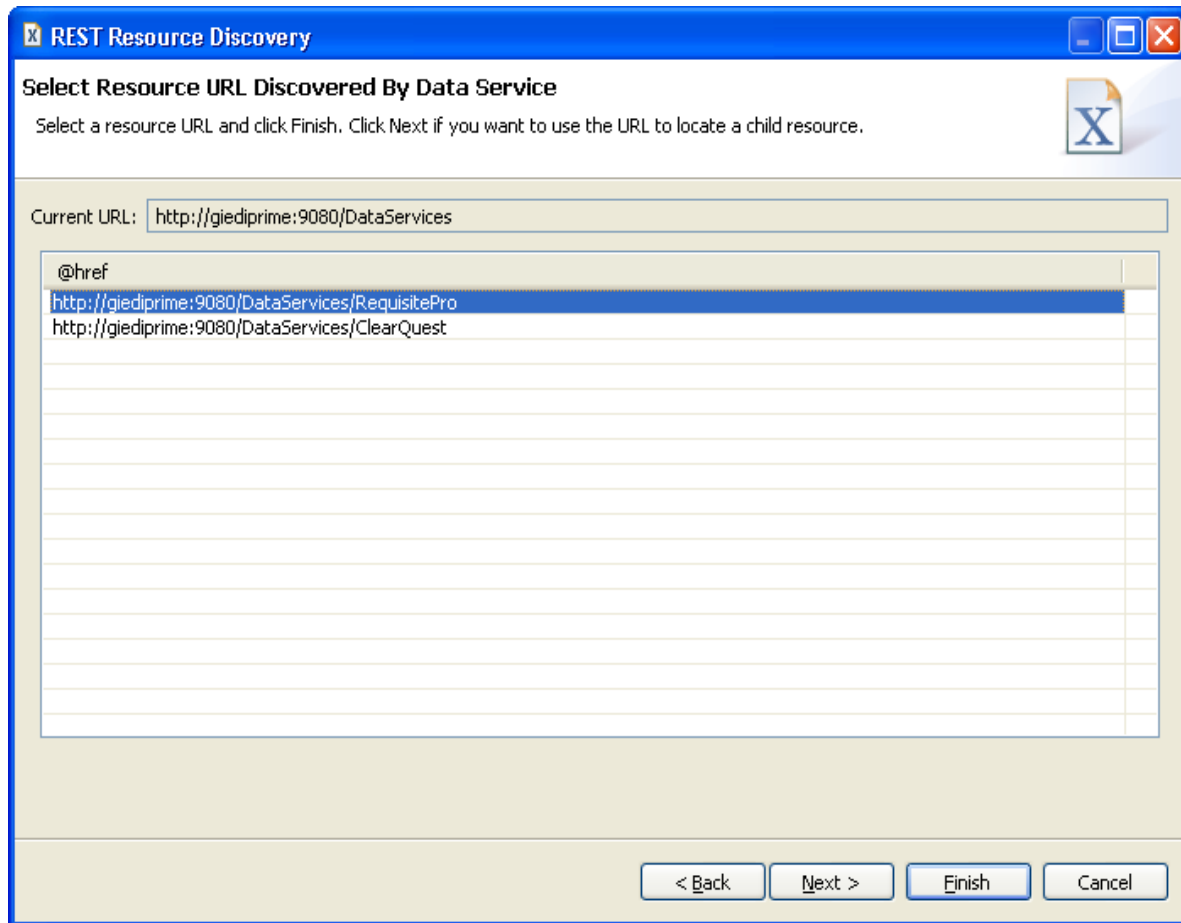 REST Resource Discovery
Select Resource URL Discovered By Data Service
Select a resource URL and click Finish. Click Next if you want to use the URL to locate a child resource.
X
Current URL: http://giediprime:9080/DataServices
@href
http://giediprime:9080/DataServices/RequisitePro
http://giediprime:9080/DataServices/ClearQuest
< Back Next > Finish Cancel